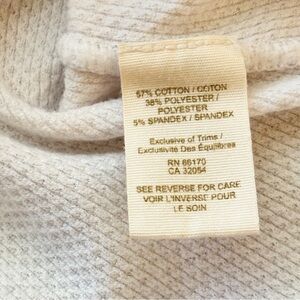 57% COTTON / COTON
38% POLYESTER /
POLYESTER
5% SPANDEX / SPANDEX
Exclusive of Trims /
Exclusivité Des Équilibres
RN 66170
CA 32054
SEE REVERSE FOR CARE
VOIR L'INVERSE POUR
LE SOIN